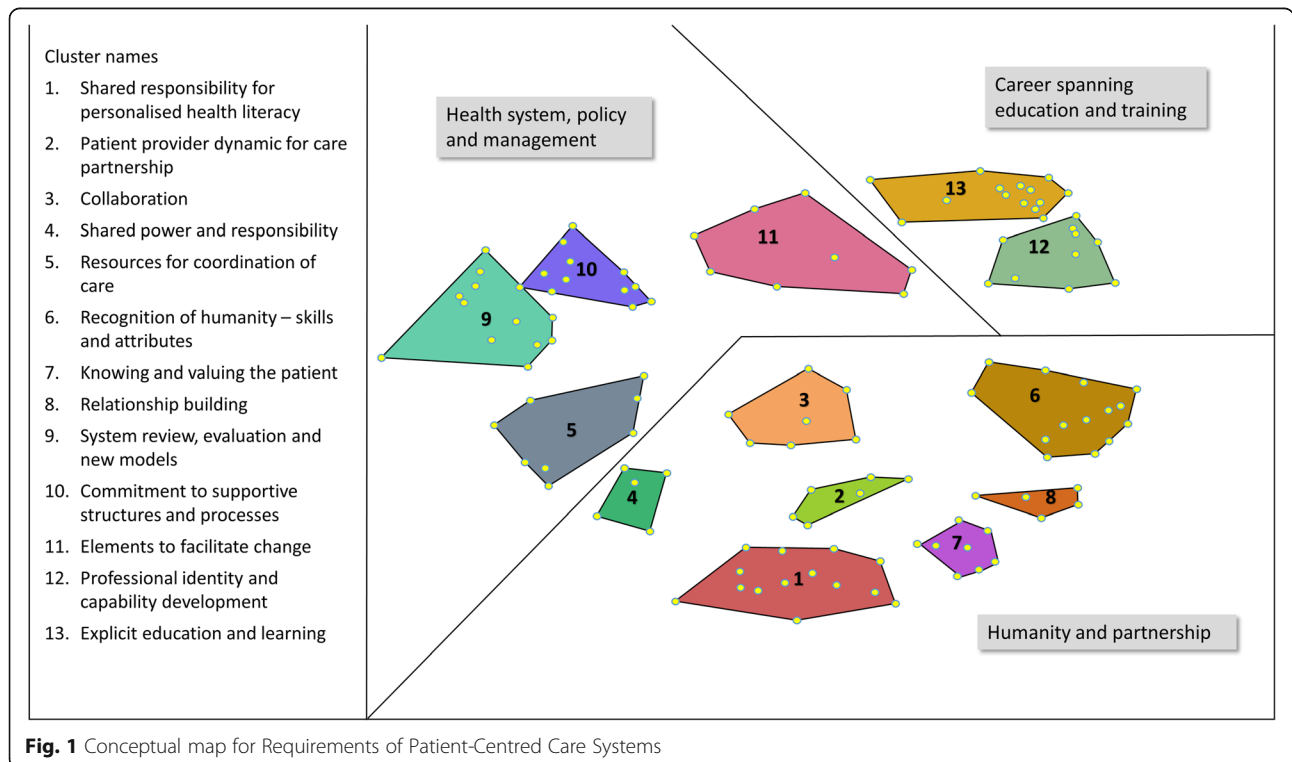 Cluster names
1. Shared responsibility for
personalised health literacy
2. Patient provider dynamic for care
partnership
3. Collaboration
4. Shared power and responsibility
5. Resources for coordination of
care
6. Recognition of humanity – skills
and attributes
7. Knowing and valuing the patient
8. Relationship building
9. System review, evaluation and
new models
10. Commitment to supportive
structures and processes
11. Elements to facilitate change
12. Professional identity and
capability development
13. Explicit education and learning
Health system, policy
and management
Career spanning
education and training
13
12
11
10
9
5
4
3
6
2
8
7
1
Humanity and partnership
Fig. 1 Conceptual map for Requirements of Patient-Centred Care Systems